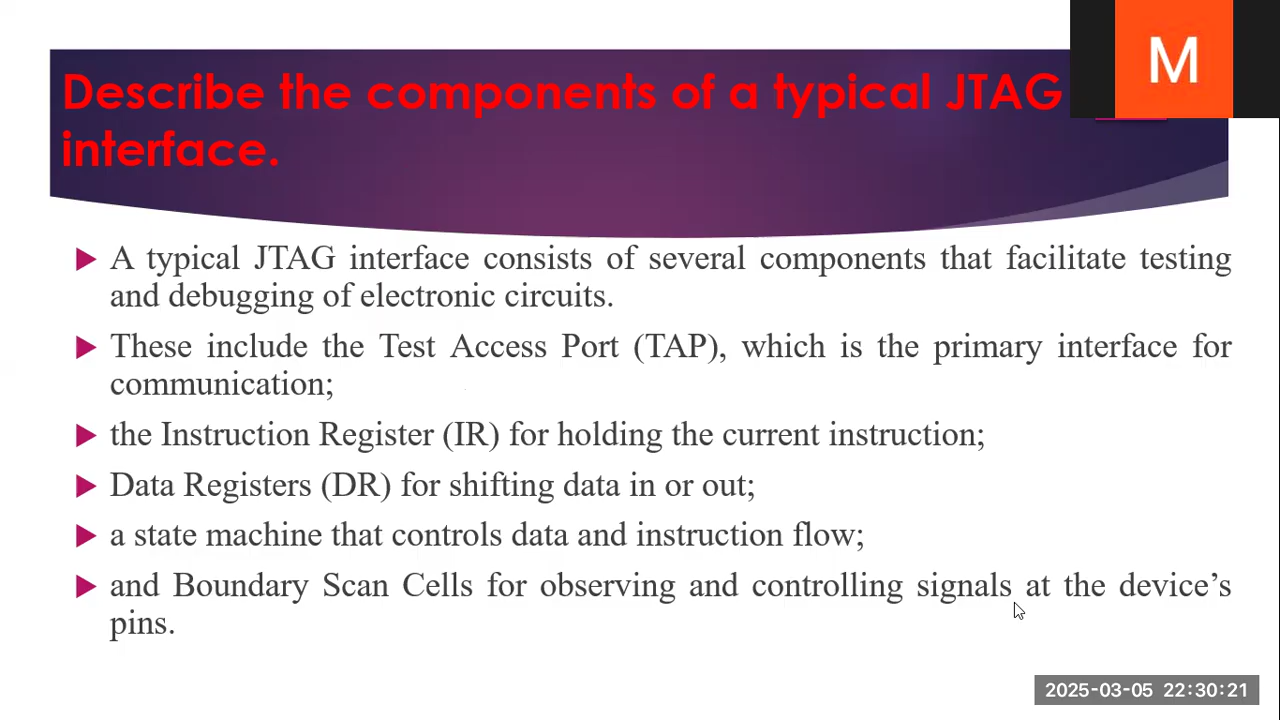 Describe the components of a typical JTAG
interface.
M
A typical JTAG interface consists of several components that facilitate testing
and debugging of electronic circuits.
These include the Test Access Port (TAP), which is the primary interface for
communication;
the Instruction Register (IR) for holding the current instruction;
Data Registers (DR) for shifting data in or out;
a state machine that controls data and instruction flow;
and Boundary Scan Cells for observing and controlling signals at the device’s
pins.
2025-03-05 22:30:21